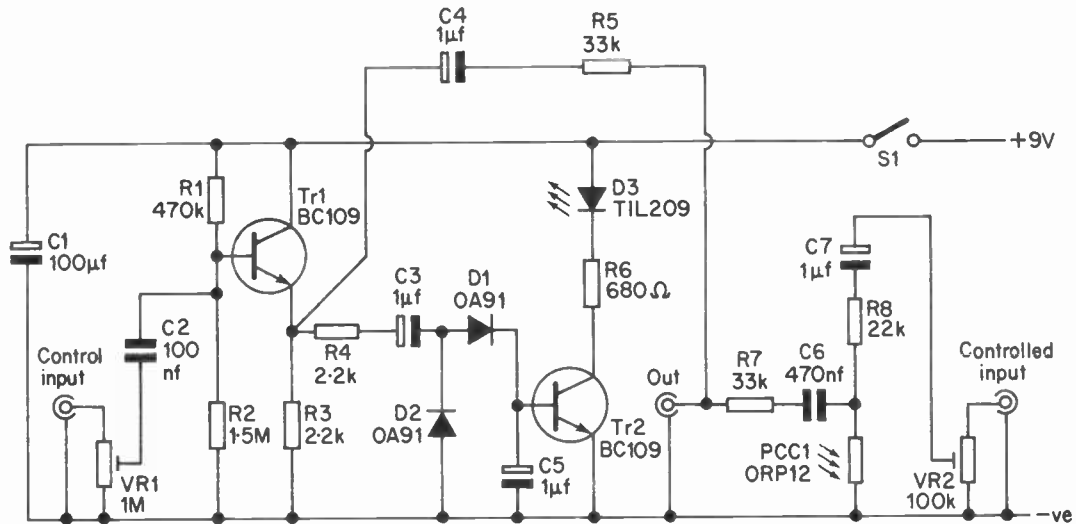 C4
1µf
R5
33k
S1
+9V
R1
470k
Tr1
BC109
D3
TIL209
C1
100µf
C7
1µf
C3
1µf
D1
OA91
R6
680Ω
R8
22k
C2
100
nf
Control
input
R4
2·2k
Out
R7
33k
C6
470nf
Controlled
input
R2
1·5M
R3
2·2k
D2
OA91
Tr2
BC109
C5
1µf
PCC1
ORP12
VR1
1M
VR2
100k
-ve